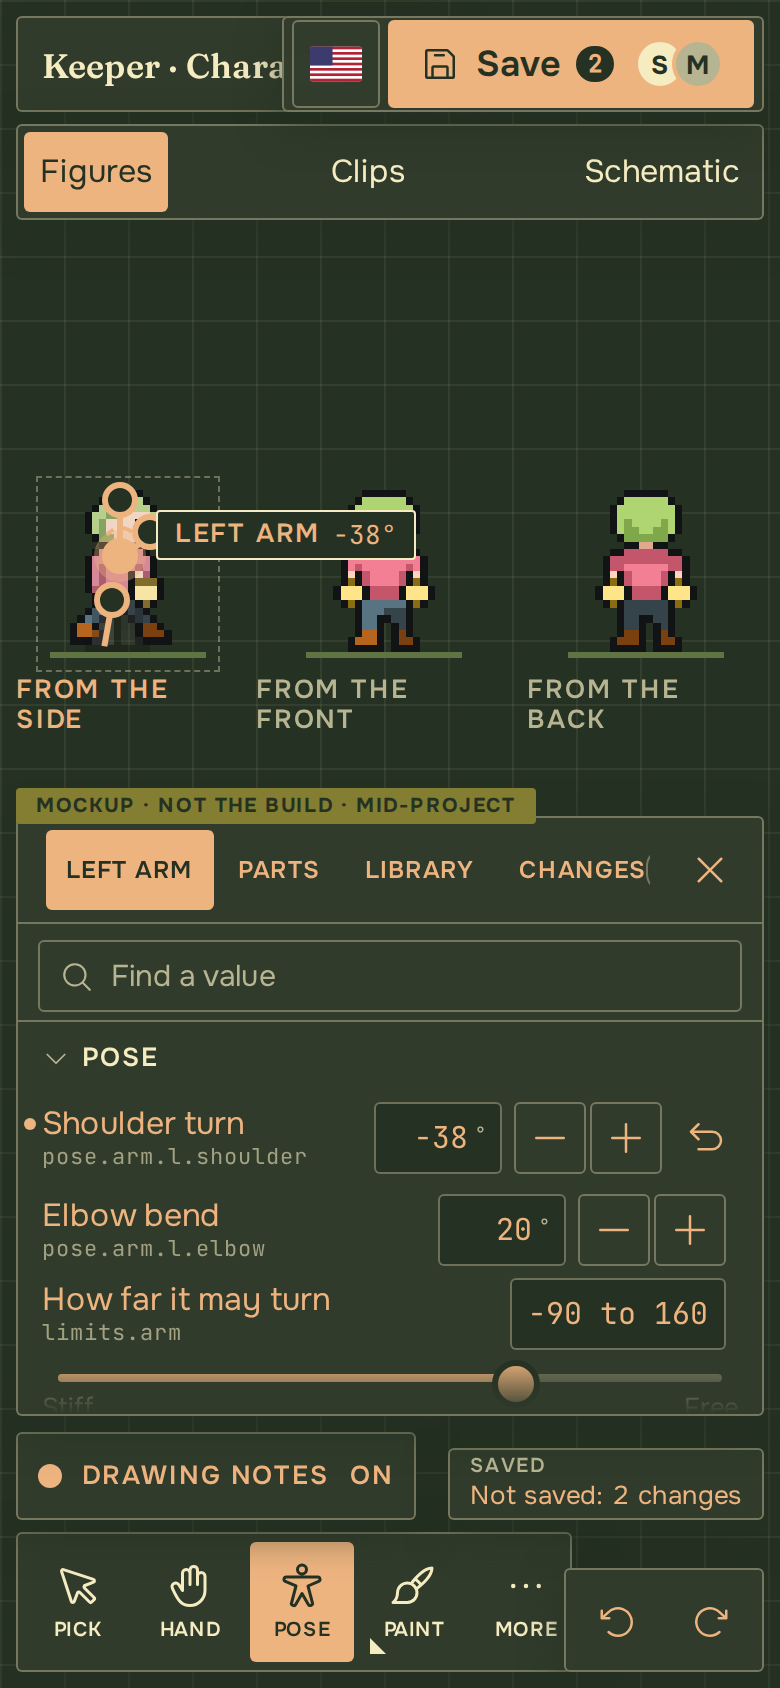 Keeper · Chara
Save 2 S M
Figures Clips Schematic
LEFT ARM -38°
FROM THE SIDE
FROM THE FRONT
FROM THE BACK
MOCKUP · NOT THE BUILD · MID-PROJECT
LEFT ARM PARTS LIBRARY CHANGES
Find a value
POSE
Shoulder turn
pose.arm.l.shoulder
-38 °
Elbow bend
pose.arm.l.elbow
20 °
How far it may turn
limits.arm
-90 to 160
Stiff Free
DRAWING NOTES ON
SAVED
Not saved: 2 changes
PICK HAND POSE PAINT MORE